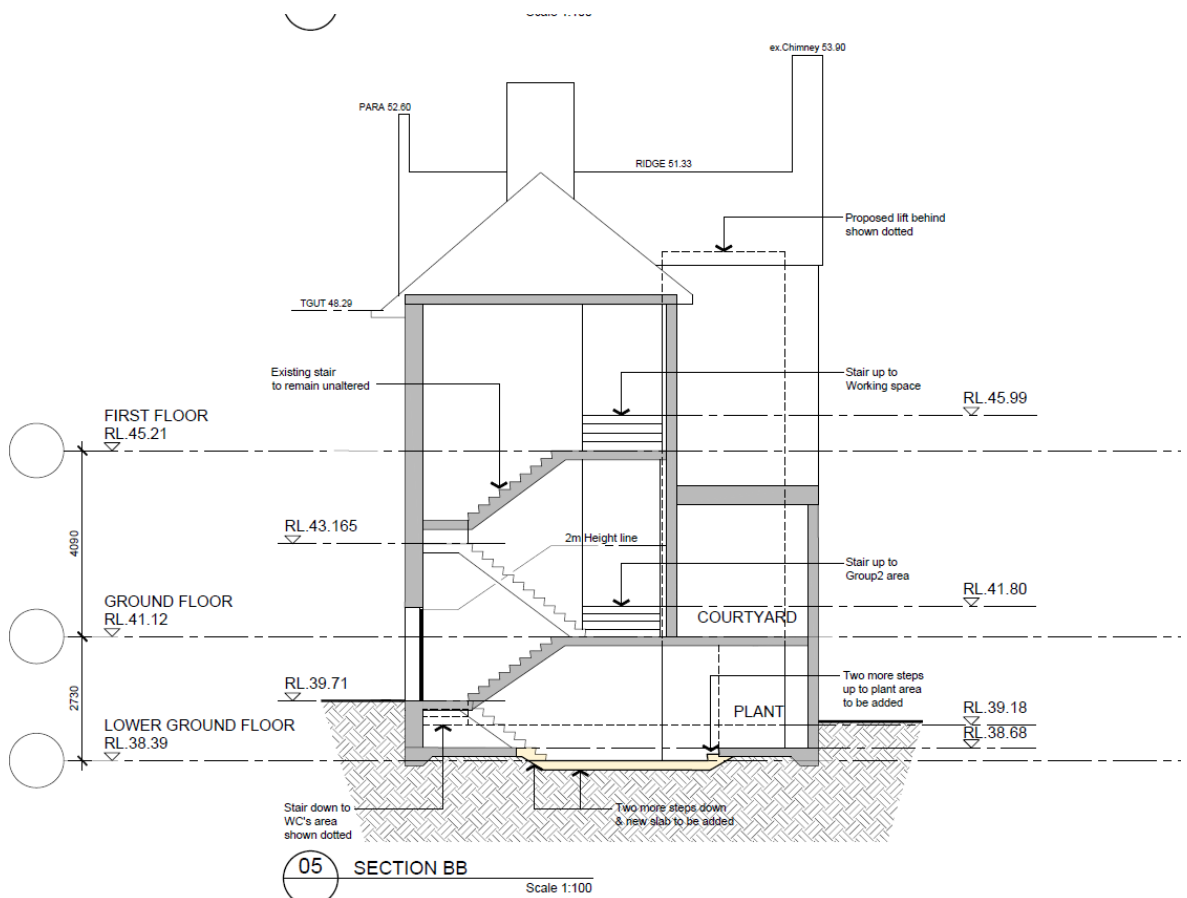 Scale 1:100
ex.Chimney 53.90
PARA 52.60
RIDGE 51.33
Proposed lift behind
shown dotted
TGUT 48.29
Existing stair
to remain unaltered
Stair up to
Working space
RL.45.99
FIRST FLOOR
RL.45.21
RL.43.165
2m Height line
4090
Stair up to
Group2 area
RL.41.80
GROUND FLOOR
RL.41.12
COURTYARD
Two more steps
up to plant area
to be added
RL.39.71
2730
PLANT
RL.39.18
LOWER GROUND FLOOR
RL.38.39
RL.38.68
Stair down to
WC's area
shown dotted
Two more steps down
& new slab to be added
05
SECTION BB
Scale 1:100